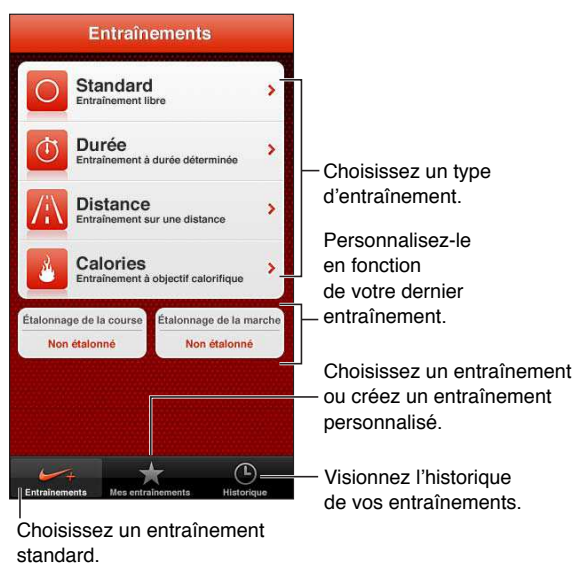 Entraînements
Standard
Entraînement libre
Durée
Entraînement à durée déterminée
Distance
Entraînement sur une distance
Calories
Entraînement à objectif calorifique
Étalonnage de la course
Non étalonné
Étalonnage de la marche
Non étalonné
Entraînements
Mes entraînements
Historique
Choisissez un type
d'entraînement.
Personnalisez-le
en fonction
de votre dernier
entraînement.
Choisissez un entraînement
ou créez un entraînement
personnalisé.
Visionnez l'historique
de vos entraînements.
Choisissez un entraînement
standard.